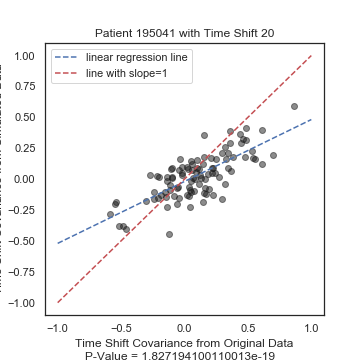 Patient 195041 with Time Shift 20
linear regression line
line with slope=1
1.00
0.75
0.50
0.25
0.00
−0.25
−0.50
−0.75
−1.00
−1.0
−0.5
0.0
0.5
1.0
Time Shift Covariance from Original Data
P-Value = 1.827194100110013e-19